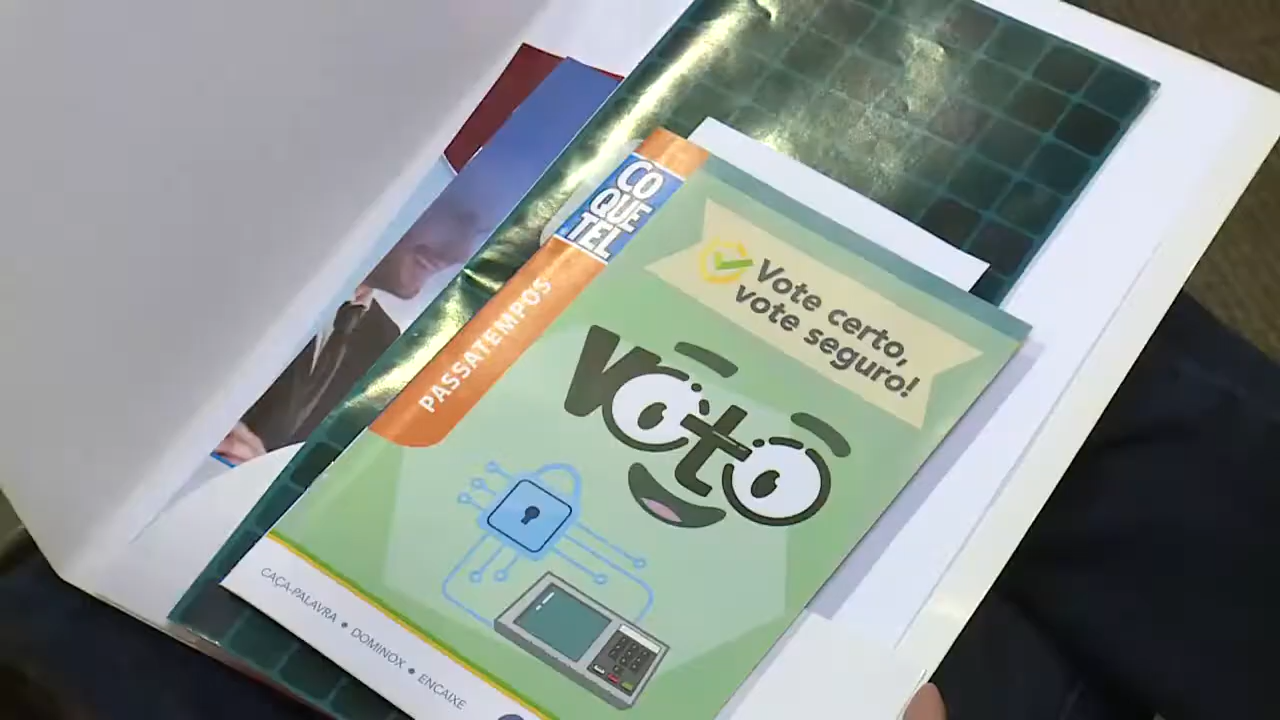 CO
QUE
TEL
PASSATEMPOS
Vote certo,
vote seguro!
voto
CAÇA-PALAVRA • DOMINOX • ENCAIXE